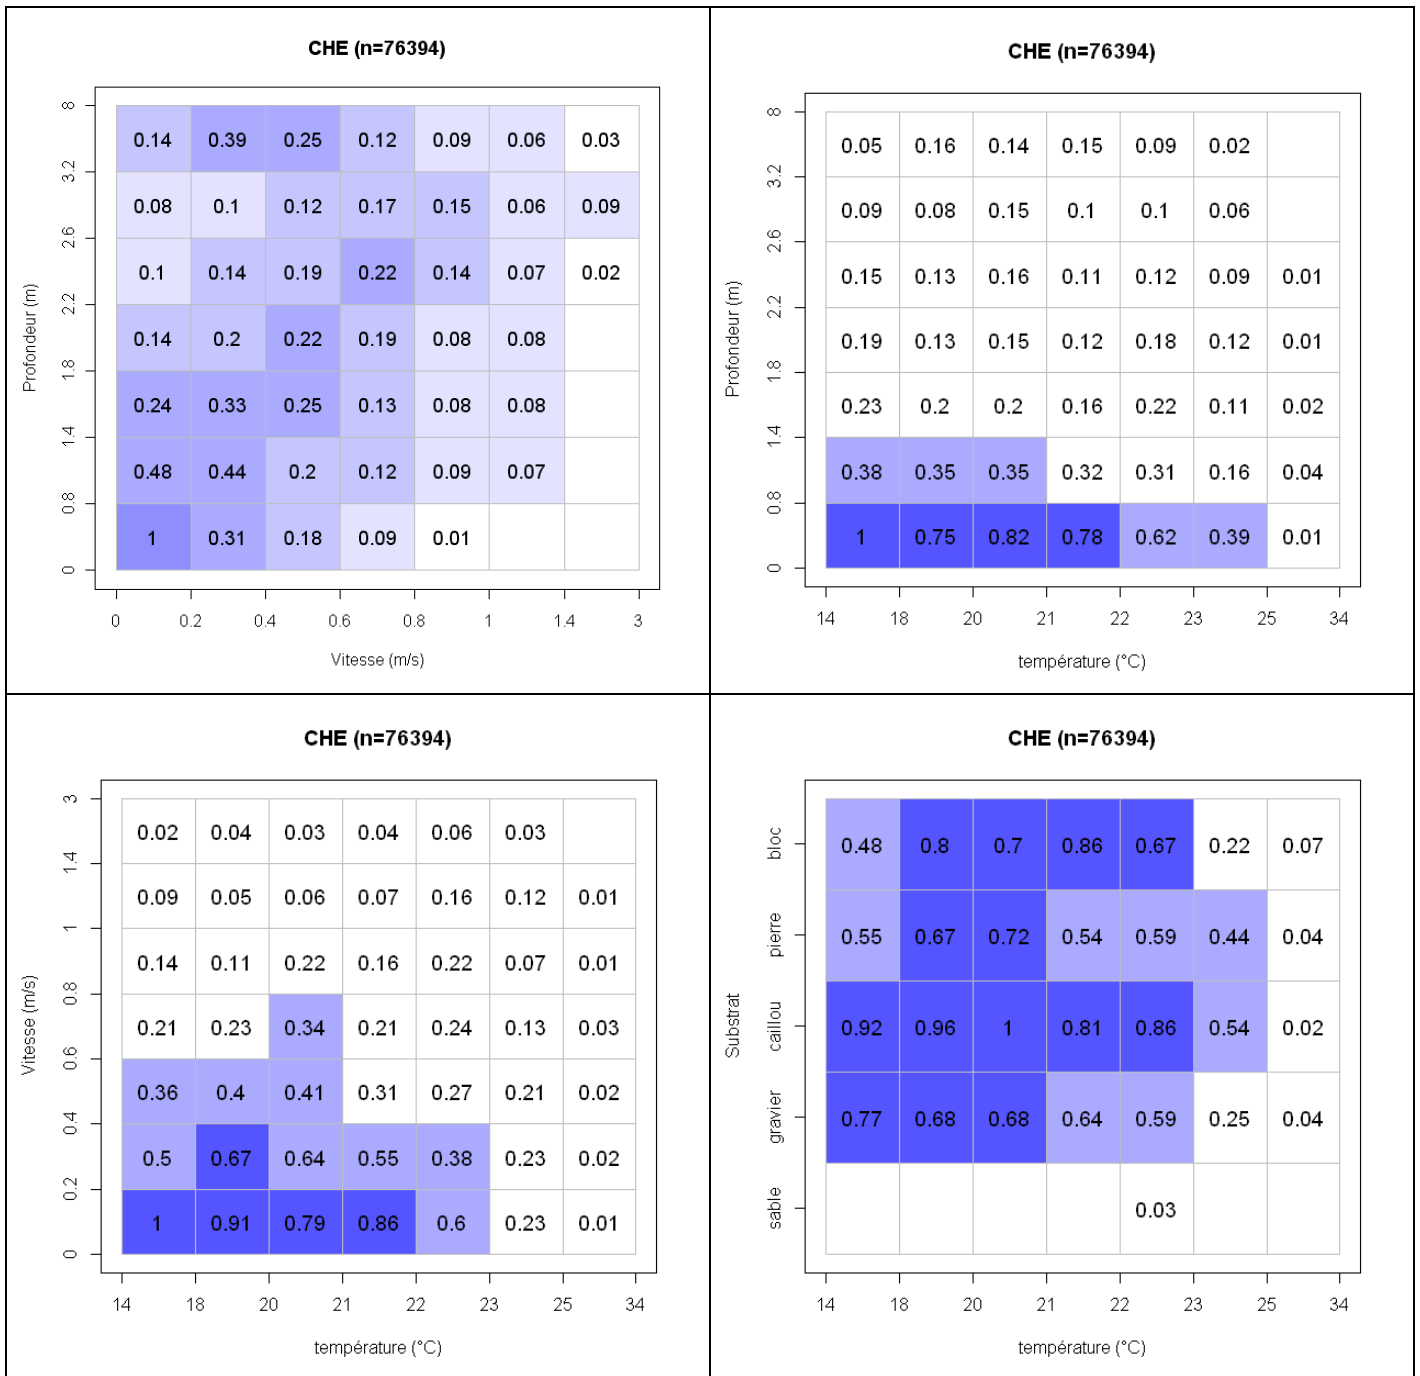 CHE (n=76394)
Profondeur (m)
8 0.14 0.39 0.25 0.12 0.09 0.06 0.03
3.2 0.08 0.1 0.12 0.17 0.15 0.06 0.09
2.6 0.1 0.14 0.19 0.22 0.14 0.07 0.02
2.2 0.14 0.2 0.22 0.19 0.08 0.08
1.8 0.24 0.33 0.25 0.13 0.08 0.08
1.4 0.48 0.44 0.2 0.12 0.09 0.07
0.8 1 0.31 0.18 0.09 0.01
0
0 0.2 0.4 0.6 0.8 1 1.4 3
Vitesse (m/s)
CHE (n=76394)
Profondeur (m)
8 0.05 0.16 0.14 0.15 0.09 0.02
3.2 0.09 0.08 0.15 0.1 0.1 0.06
2.6 0.15 0.13 0.16 0.11 0.12 0.09 0.01
2.2 0.19 0.13 0.15 0.12 0.18 0.12 0.01
1.8 0.23 0.2 0.2 0.16 0.22 0.11 0.02
1.4 0.38 0.35 0.35 0.32 0.31 0.16 0.04
0.8 1 0.75 0.82 0.78 0.62 0.39 0.01
0
14 18 20 21 22 23 25 34
température (°C)
CHE (n=76394)
Vitesse (m/s)
3 0.02 0.04 0.03 0.04 0.06 0.03
1.4 0.09 0.05 0.06 0.07 0.16 0.12 0.01
1 0.14 0.11 0.22 0.16 0.22 0.07 0.01
0.8 0.21 0.23 0.34 0.21 0.24 0.13 0.03
0.6 0.36 0.4 0.41 0.31 0.27 0.21 0.02
0.4 0.5 0.67 0.64 0.55 0.38 0.23 0.02
0.2 1 0.91 0.79 0.86 0.6 0.23 0.01
0
14 18 20 21 22 23 25 34
température (°C)
CHE (n=76394)
Substrat
bloc 0.48 0.8 0.7 0.86 0.67 0.22 0.07
pierre 0.55 0.67 0.72 0.54 0.59 0.44 0.04
caillou 0.92 0.96 1 0.81 0.86 0.54 0.02
gravier 0.77 0.68 0.68 0.64 0.59 0.25 0.04
sable 0.03
14 18 20 21 22 23 25 34
température (°C)